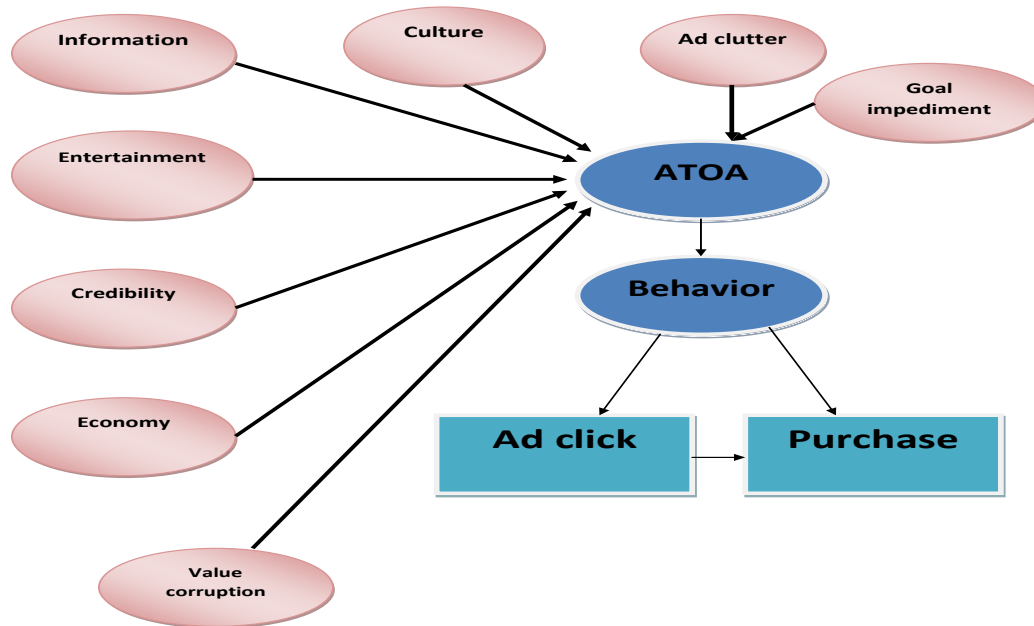 Information
Culture
Ad clutter
Goal
impediment
Entertainment
ATOA
Credibility
Behavior
Economy
Ad click
Purchase
Value
corruption